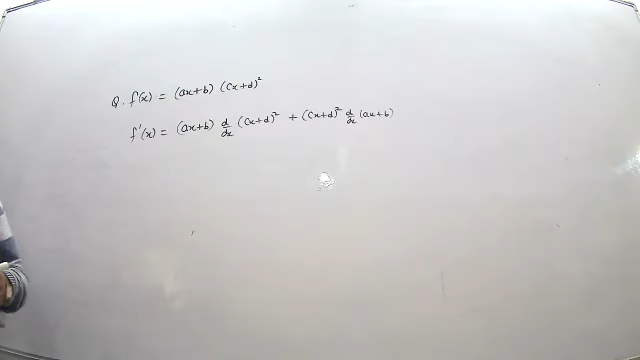 Q. f(x) = (ax+b) (cx+d)²
f'(x) = (ax+b) d/dx (cx+d)² + (cx+d)² d/dx (ax+b)